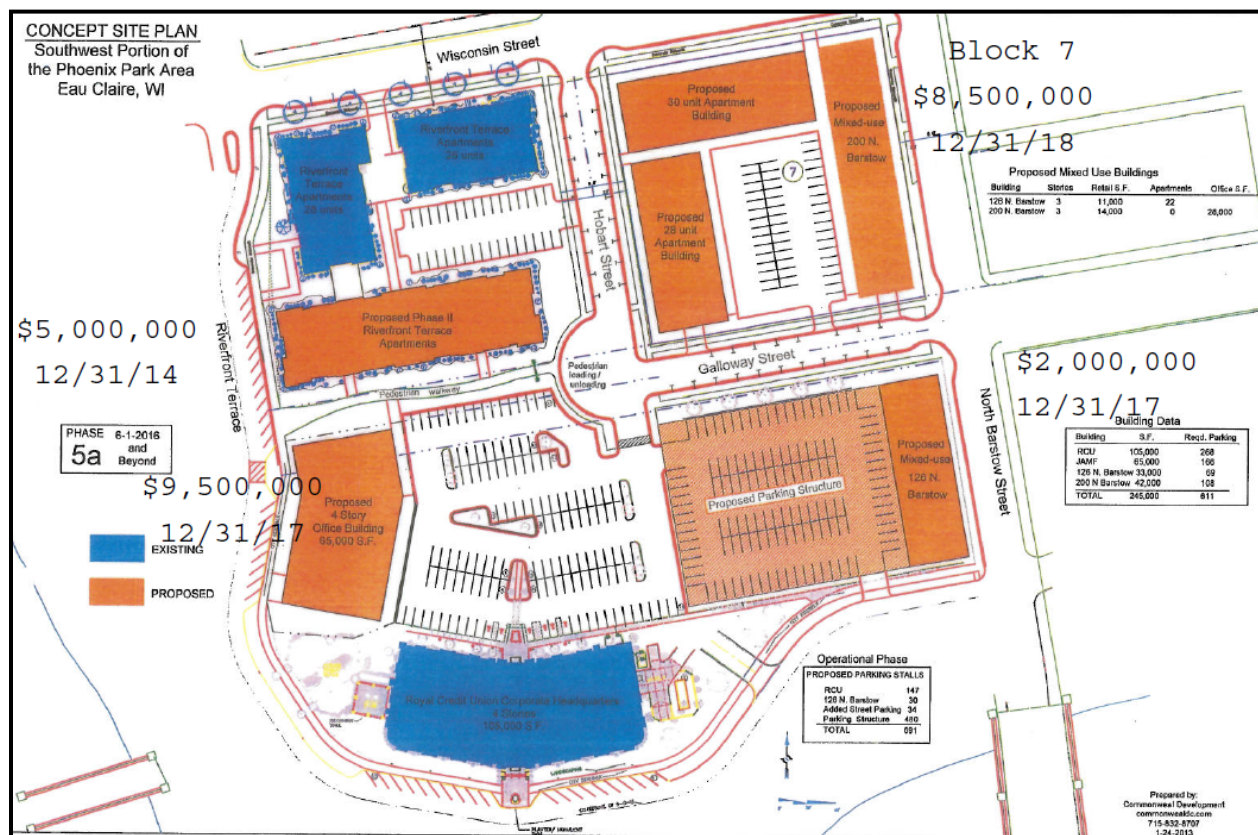 CONCEPT SITE PLAN
Southwest Portion of
the Phoenix Park Area
Eau Claire, WI
Wisconsin Street
Block 7
$8,500,000
12/31/18
Proposed
30 unit Apartment
Building
Proposed
Mixed-use
200 N.
Barstow
7
Riverfront Terrace
Apartments
Riverfront
Terrace
Apartments
Proposed Mixed Use Buildings
Building Stories Retail S.F. Apartments Office S.F.
128 N. Barstow 3 11,000 22
200 N. Barstow 3 14,000 0 28,000
Hobart Street
Proposed
28 unit
Apartment
Building
$5,000,000
12/31/14
Riverfront Terrace
Proposed Phase II
Riverfront Terrace
Apartments
Pedestrian walkway
Pedestrian
loading /
unloading
Galloway Street
$2,000,000
12/31/17
North Barstow Street
Building Data
Building S.F. Reqd. Parking
RCU 105,000 268
JAMF 65,000 166
128 N. Barstow 33,000 69
200 N Barstow 42,000 108
TOTAL 245,000 611
PHASE 6-1-2016
5a and
Beyond
$9,500,000
12/31/17
Proposed
4 Story
Office Building
65,000 S.F.
Proposed Parking Structure
Proposed
Mixed-use
128 N.
Barstow
EXISTING
PROPOSED
Royal Credit Union Corporate Headquarters
4 Stories
105,000 S.F.
Operational Phase
PROPOSED PARKING STALLS
RCU 147
128 N. Barstow 30
Added Street Parking 34
Parking Structure 480
TOTAL 691
Prepared by:
Commonweal Development
commonwealdc.com
715-832-8707
1-24-2013